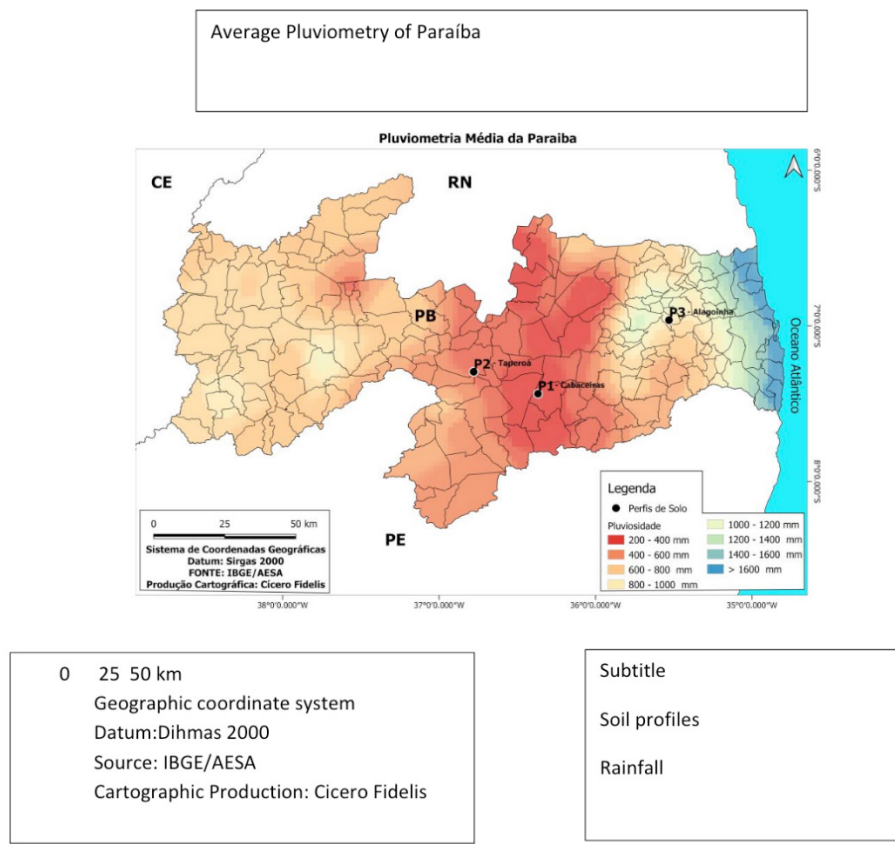 Average Pluviometry of Paraíba
Pluviometria Média da Paraiba
CE
RN
6°0'0.000"S
PB
P3 - Alagoinha
7°0'0.000"S
P2 - Taperoá
P1 - Cabaceiras
Oceano Atlântico
8°0'0.000"S
PE
0 25 50 km
Sistema de Coordenadas Geográficas
Datum: Sirgas 2000
FONTE: IBGE/AESA
Produção Cartográfica: Cícero Fidelis
Legenda
Perfis de Solo
Pluviosidade
200 - 400 mm
400 - 600 mm
600 - 800 mm
800 - 1000 mm
1000 - 1200 mm
1200 - 1400 mm
1400 - 1600 mm
> 1600 mm
38°0'0.000"W
37°0'0.000"W
36°0'0.000"W
35°0'0.000"W
0 25 50 km
Geographic coordinate system
Datum:Dihmas 2000
Source: IBGE/AESA
Cartographic Production: Cicero Fidelis
Subtitle
Soil profiles
Rainfall